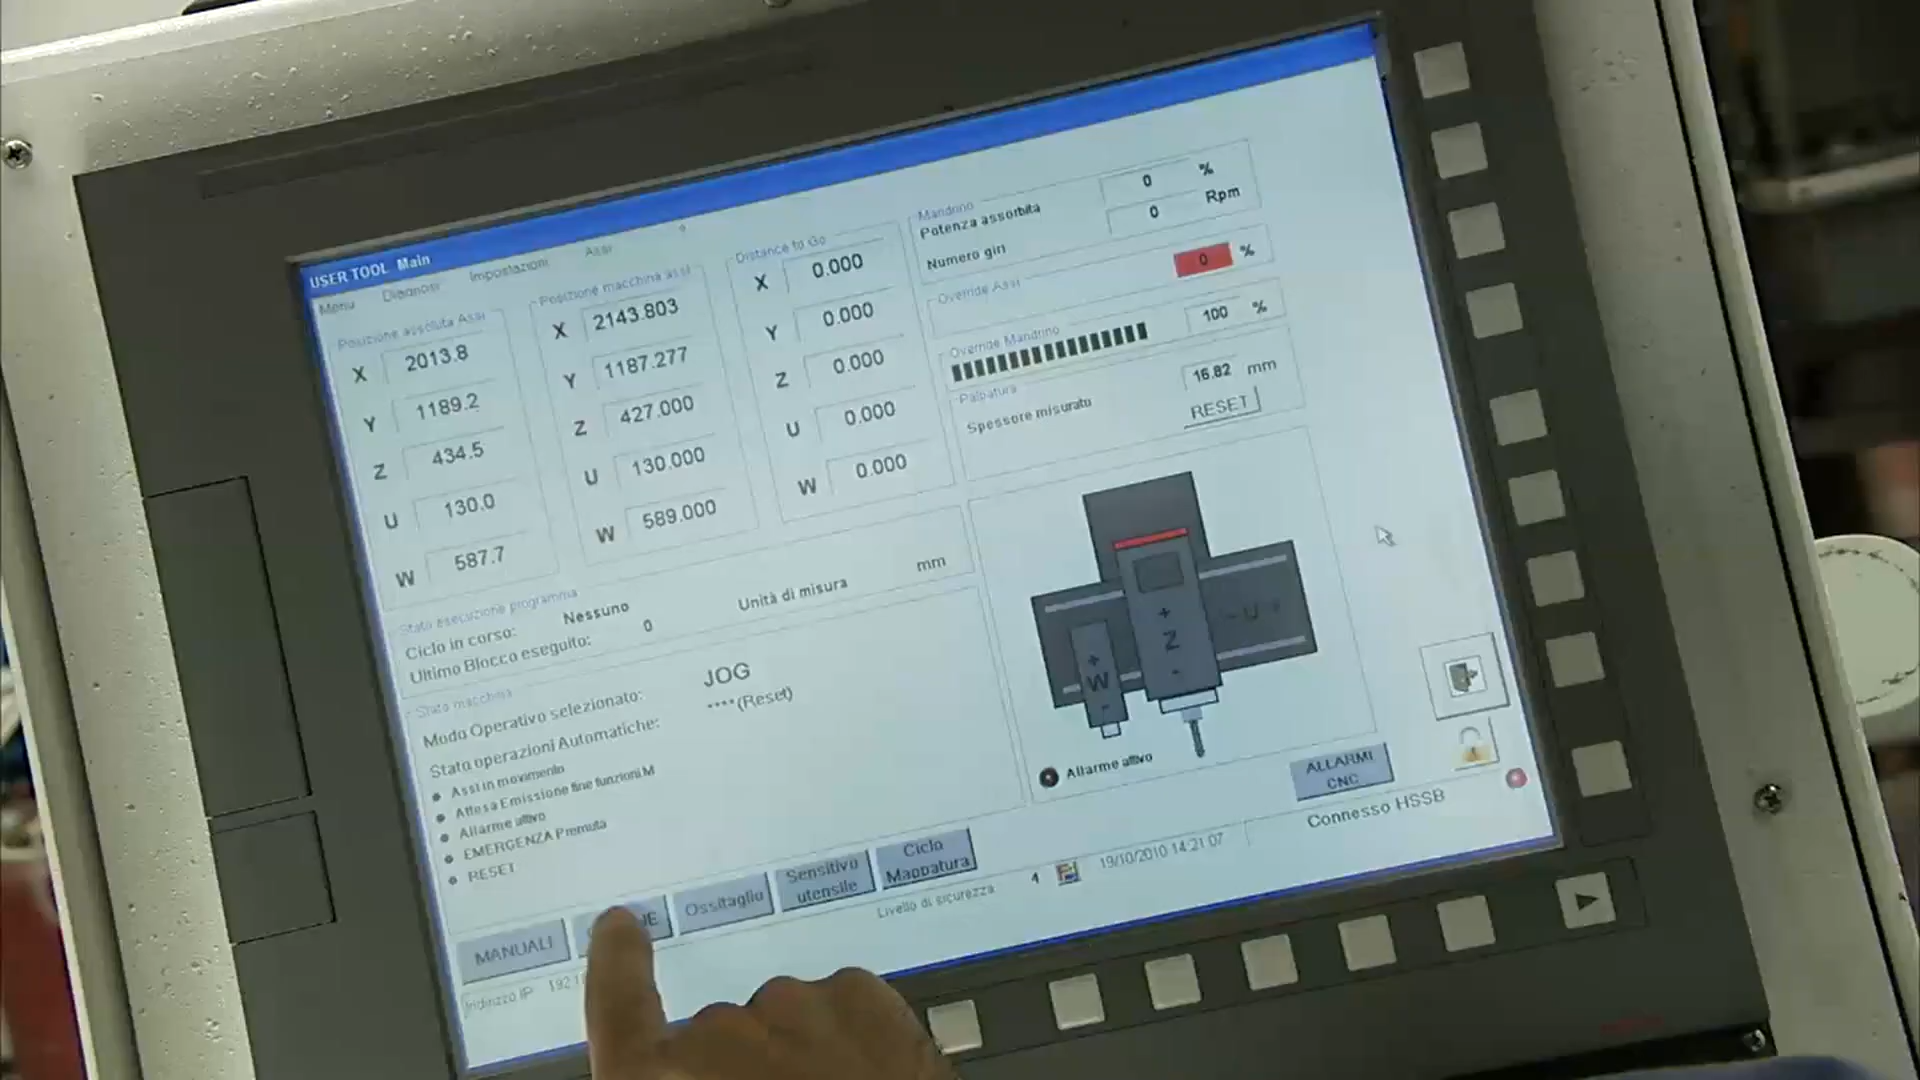 USER TOOL Main
Menu Diagnosi Impostazioni Assi ?
Posizione assoluta Assi
X 2013.8
Y 1189.2
Z 434.5
U 130.0
W 587.7
Posizione macchina assi
X 2143.803
Y 1187.277
Z 427.000
U 130.000
W 589.000
Distance to Go
X 0.000
Y 0.000
Z 0.000
U 0.000
W 0.000
Mandrino
Potenza assorbita 0 %
Numero giri 0 Rpm
Override Assi 0 %
Override Mandrino 100 %
Palpatura
Spessore misurato 16.82 mm
RESET
Stato esecuzione programma
Ciclo in corso: Nessuno
Ultimo Blocco eseguito: 0
Unità di misura mm
Stato macchina
Modo Operativo selezionato: JOG
Stato operazioni Automatiche: ****(Reset)
Assi in movimento
Attesa Emissione fine funzioni M
Allarme attivo
EMERGENZA Premuta
RESET
+ Z -
+ W -
- U +
Allarme attivo
ALLARMI CNC
MANUALI
Ossitaglio
Sensitivo utensile
Ciclo Mappatura
Indirizzo IP
Livello di sicurezza 4
19/10/2010 14:21:07
Connesso HSSB